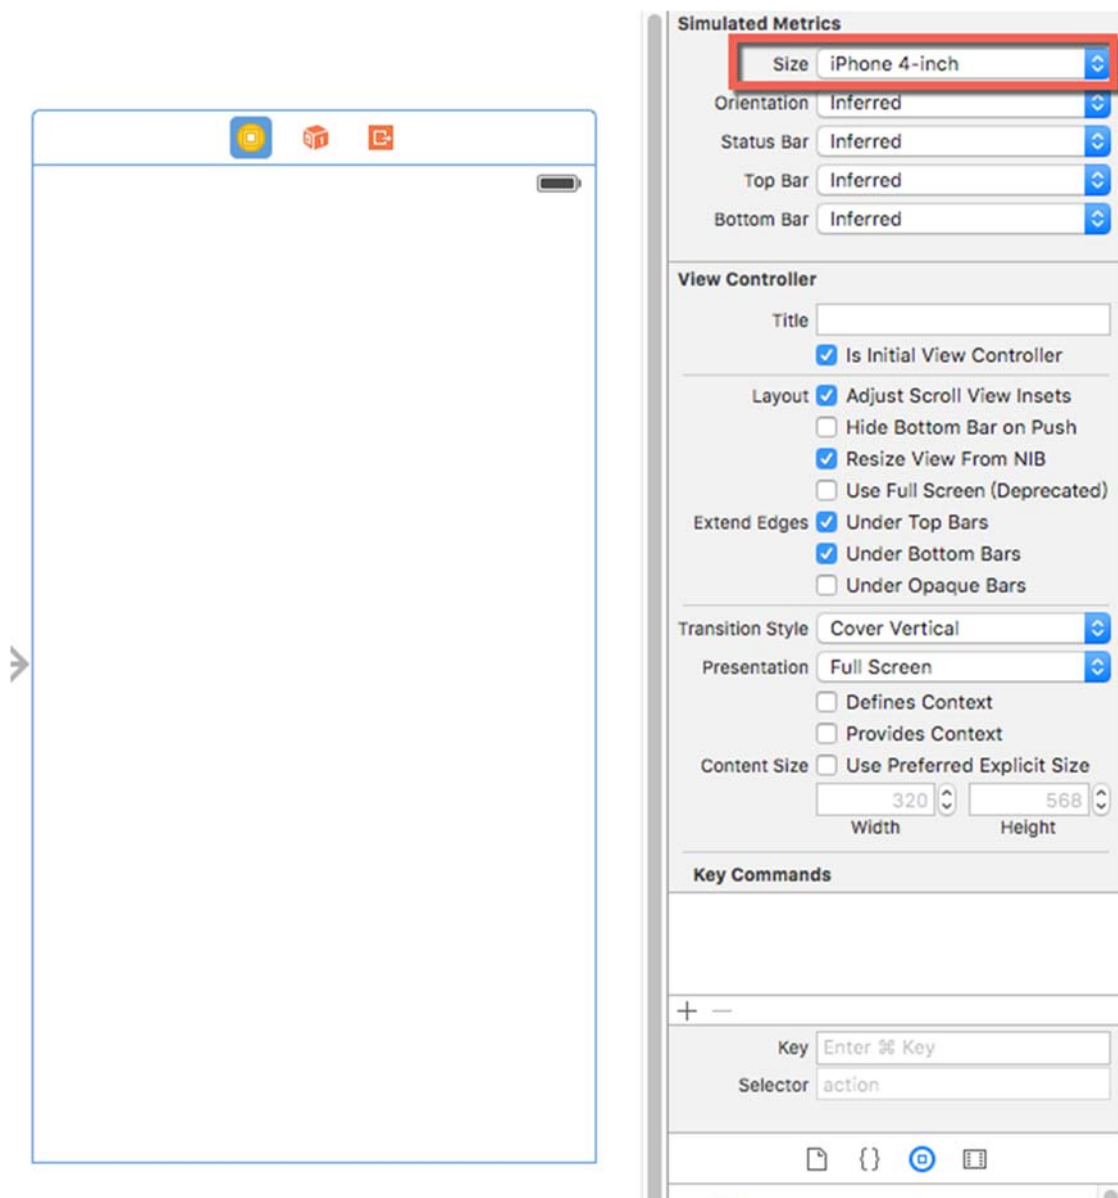 Simulated Metrics
Size iPhone 4-inch
Orientation Inferred
Status Bar Inferred
Top Bar Inferred
Bottom Bar Inferred
View Controller
Title
Is Initial View Controller
Layout Adjust Scroll View Insets
Hide Bottom Bar on Push
Resize View From NIB
Use Full Screen (Deprecated)
Extend Edges Under Top Bars
Under Bottom Bars
Under Opaque Bars
Transition Style Cover Vertical
Presentation Full Screen
Defines Context
Provides Context
Content Size Use Preferred Explicit Size
320 568
Width Height
Key Commands
+ −
Key Enter ⌘ Key
Selector action
{}